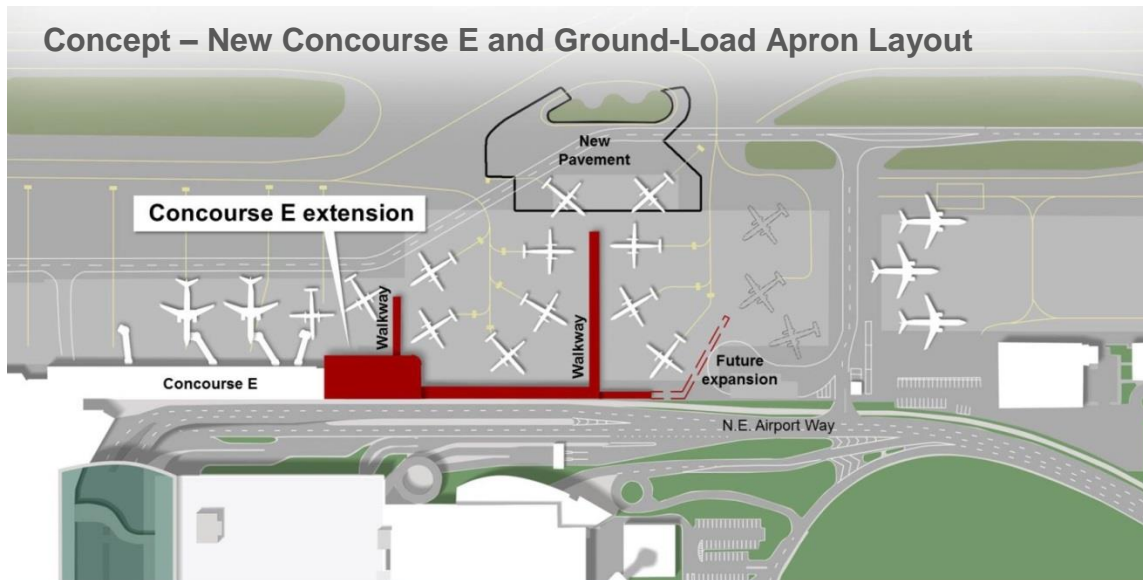 Concept – New Concourse E and Ground-Load Apron Layout
New
Pavement
Concourse E extension
Walkway
Walkway
Future
expansion
Concourse E
N.E. Airport Way